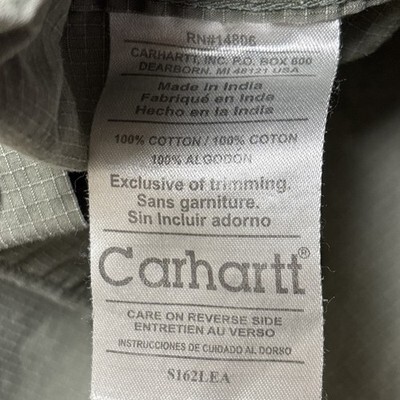 RN#14806
CARHARTT, INC. P.O. BOX 600
DEARBORN, MI 48121 USA
Made in India
Fabriqué en Inde
Hecho en la India
100% COTTON / 100% COTON
100% ALGODON
Exclusive of trimming.
Sans garniture.
Sin Incluir adorno
Carhartt®
CARE ON REVERSE SIDE
ENTRETIEN AU VERSO
INSTRUCCIONES DE CUIDADO AL DORSO
S162LEA